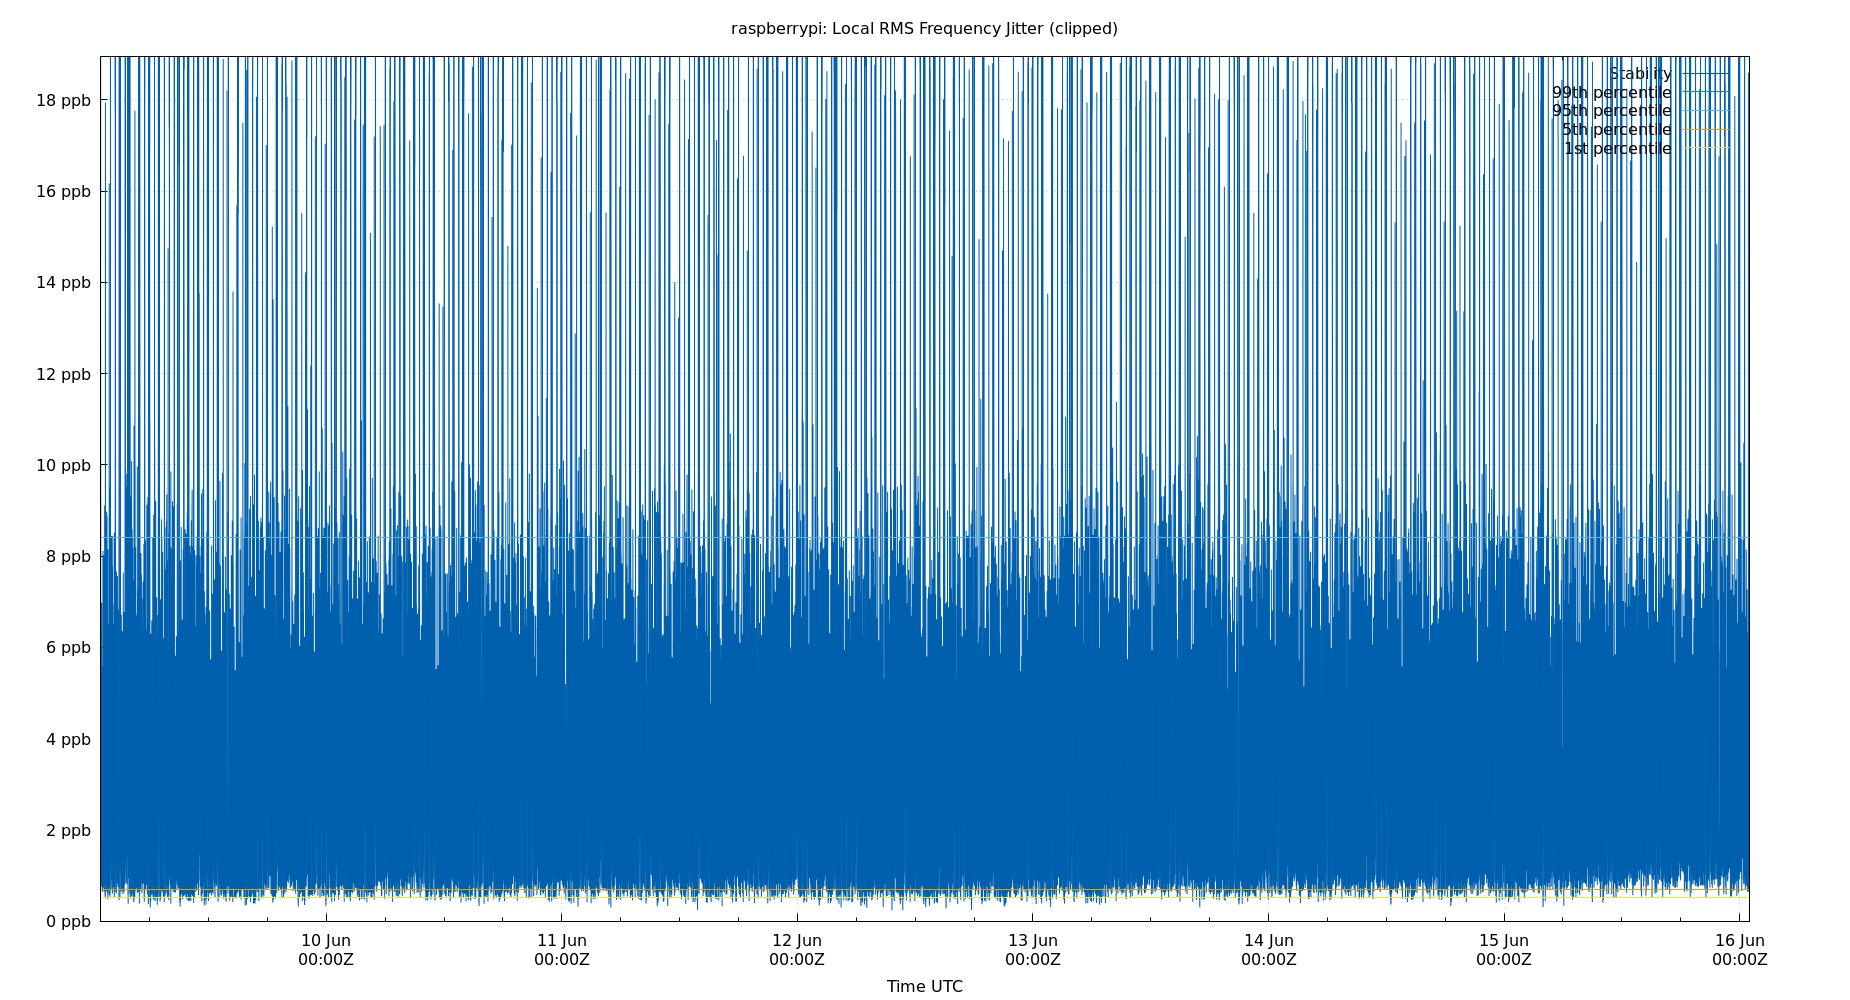 raspberrypi: Local RMS Frequency Jitter (clipped)
Stability
99th percentile
95th percentile
5th percentile
1st percentile
18 ppb
16 ppb
14 ppb
12 ppb
10 ppb
8 ppb
6 ppb
4 ppb
2 ppb
0 ppb
10 Jun 11 Jun 12 Jun 13 Jun 14 Jun 15 Jun 16 Jun
00:00Z 00:00Z 00:00Z 00:00Z 00:00Z 00:00Z 00:00Z
Time UTC